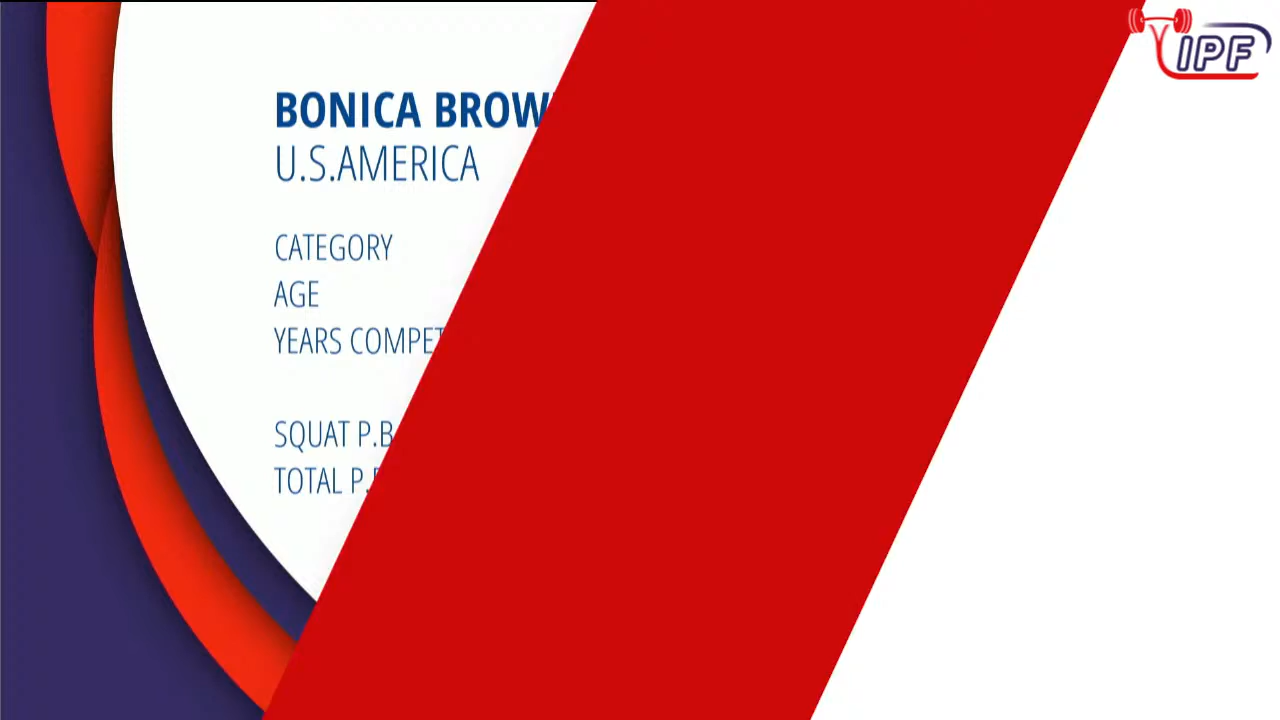 BONICA BROW
U.S.AMERICA
CATEGORY
AGE
YEARS COMPET
SQUAT P.B
TOTAL P.
IPF